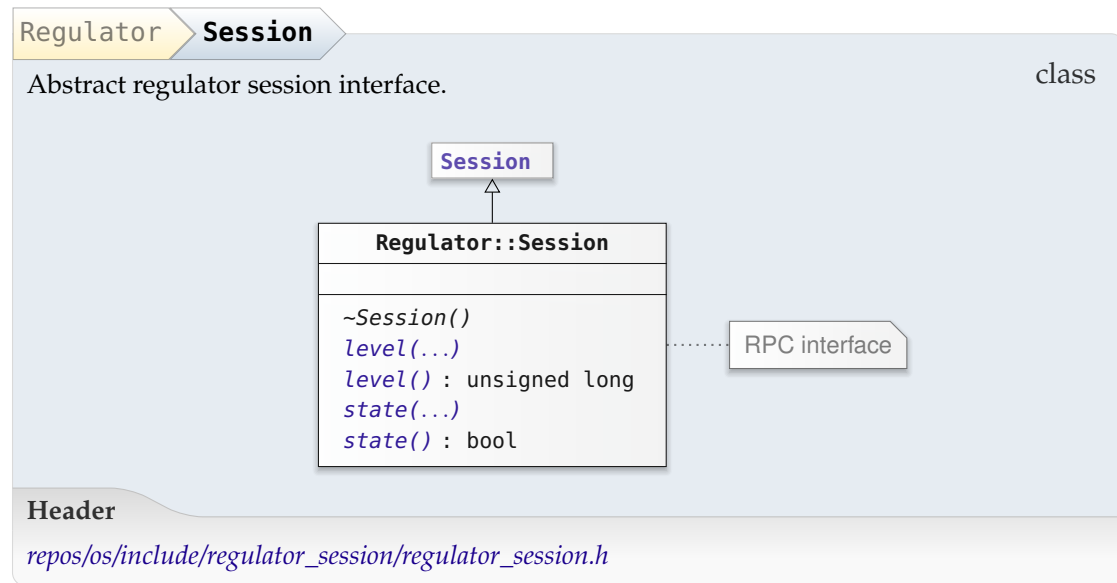 Regulator Session
class
Abstract regulator session interface.
Session
Regulator::Session
~Session()
level(...)
level() : unsigned long
state(...)
state() : bool
RPC interface
Header
repos/os/include/regulator_session/regulator_session.h